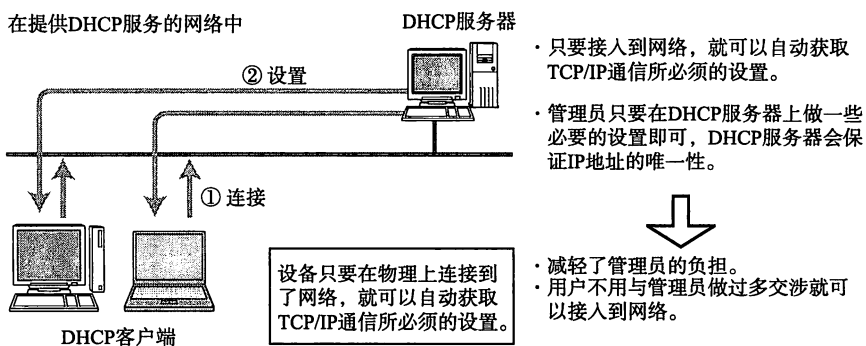 在提供DHCP服务的网络中
DHCP服务器
② 设置
① 连接
DHCP客户端
设备只要在物理上连接到
了网络，就可以自动获取
TCP/IP通信所必须的设置。
· 只要接入到网络，就可以自动获取
TCP/IP通信所必须的设置。
· 管理员只要在DHCP服务器上做一些
必要的设置即可，DHCP服务器会保
证IP地址的唯一性。
· 减轻了管理员的负担。
· 用户不用与管理员做过多交涉就可
以接入到网络。